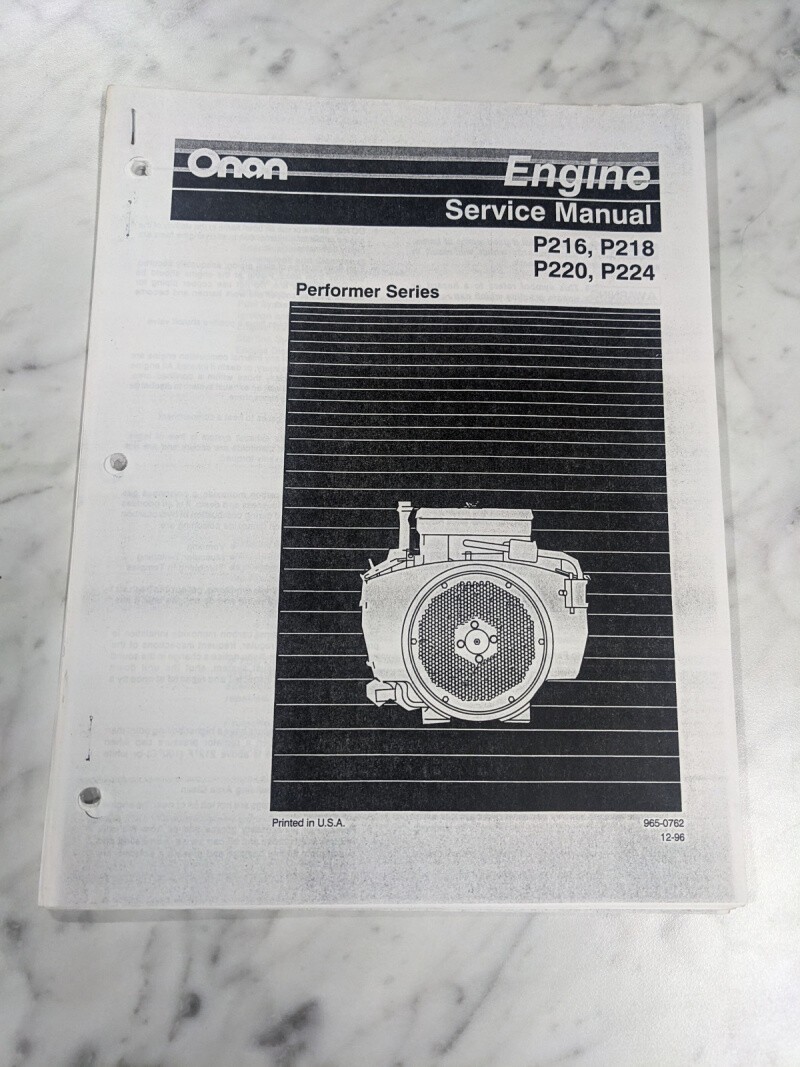 Onan
Engine
Service Manual
P216, P218
P220, P224
Performer Series
Printed in U.S.A.
965-0762
12-96